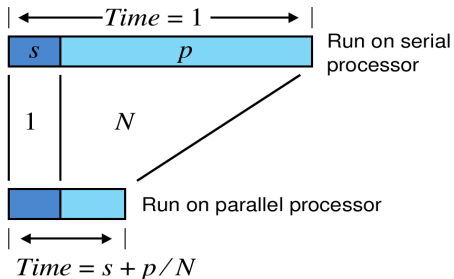 Time = 1
s p
Run on serial
processor
1 N
Run on parallel processor
Time = s + p/N